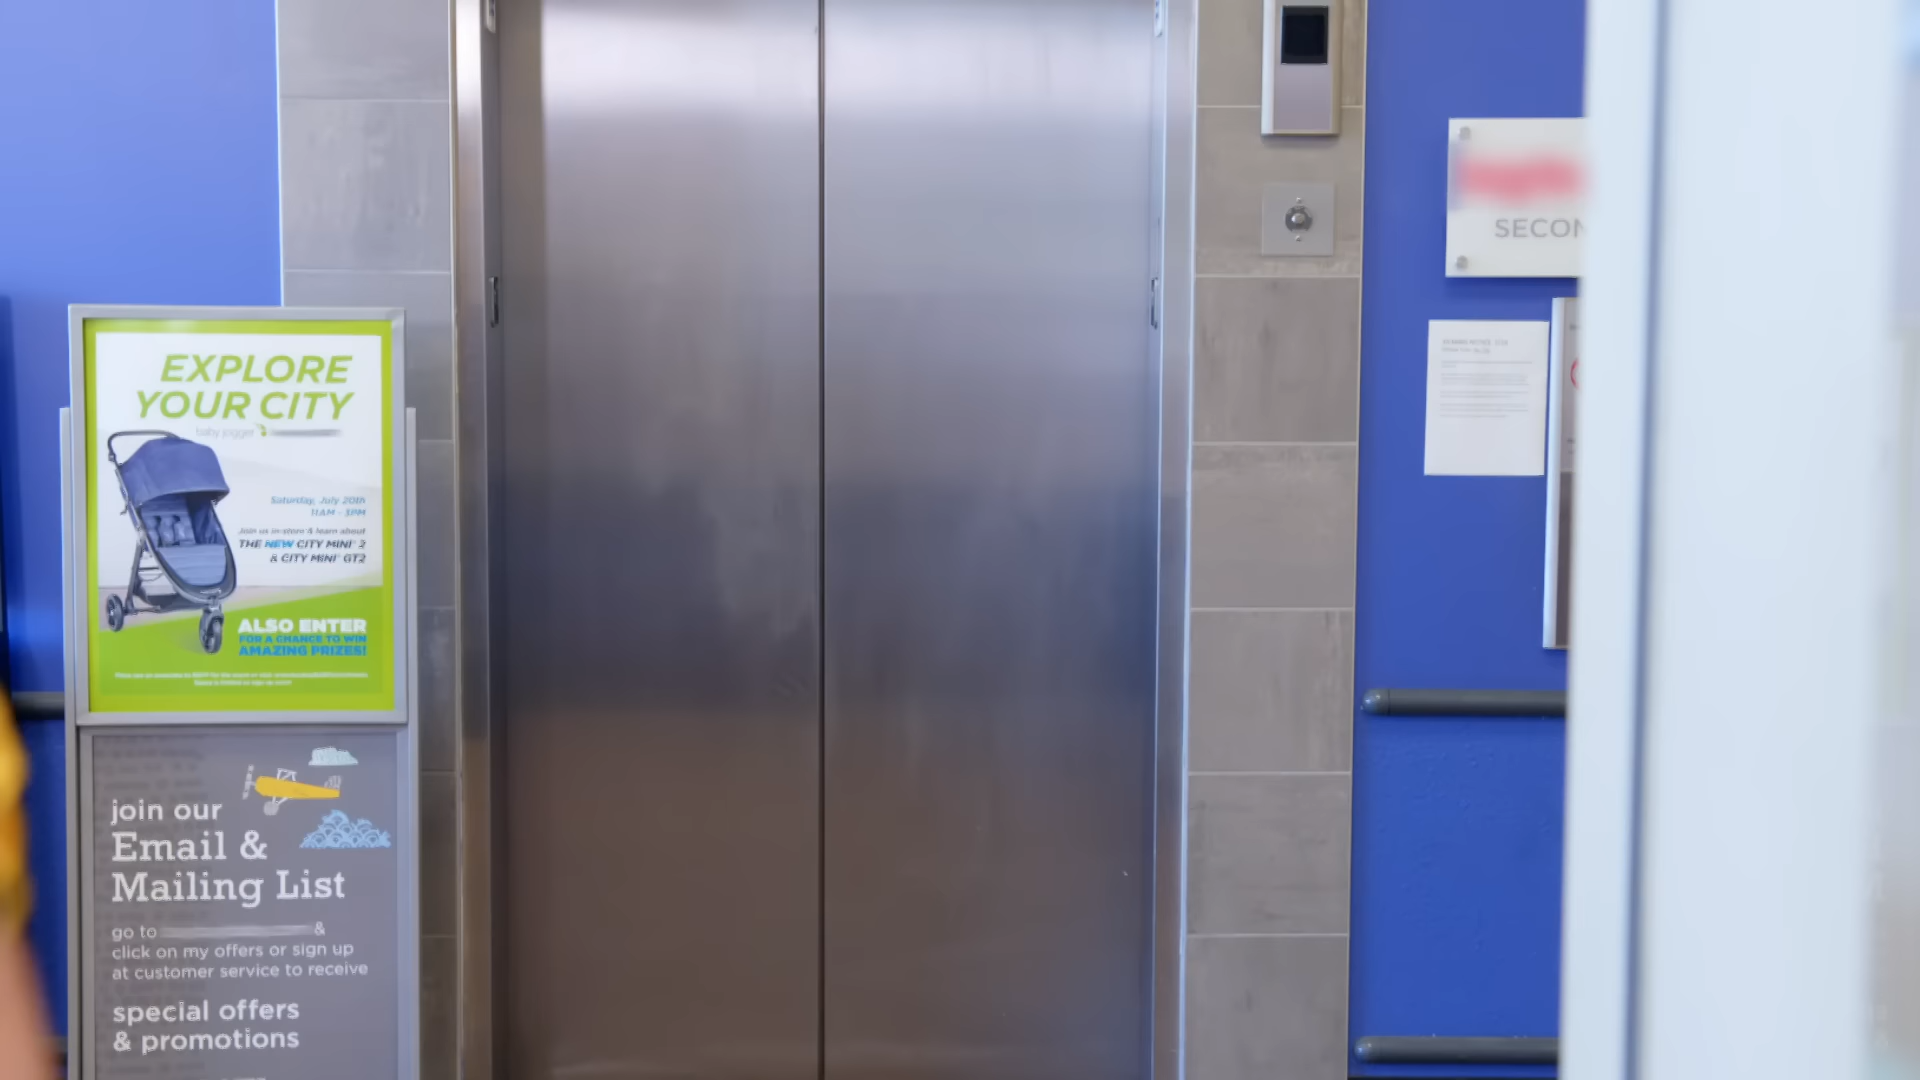 EXPLORE
YOUR CITY
baby jogger
Saturday, July 20th
11AM - 3PM
Join us in-store & learn about
THE NEW CITY MINI 2
& CITY MINI GT2
ALSO ENTER
FOR A CHANCE TO WIN
AMAZING PRIZES!
join our
Email &
Mailing List
go to &
click on my offers or sign up
at customer service to receive
special offers
& promotions
SECON